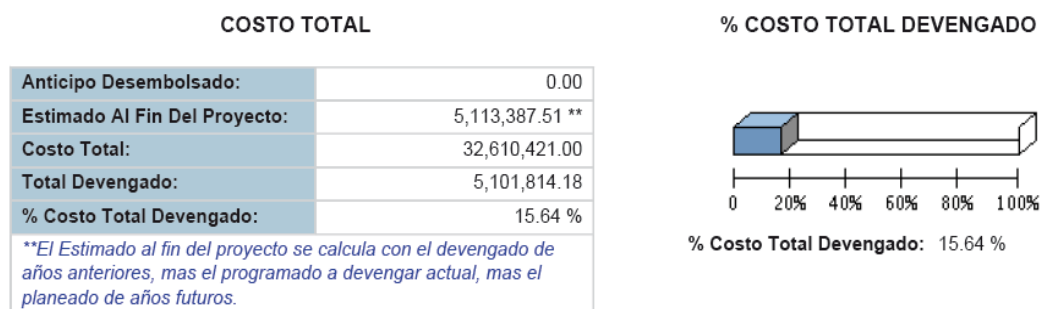 COSTO TOTAL
Anticipo Desembolsado: 0.00
Estimado Al Fin Del Proyecto: 5,113,387.51 **
Costo Total: 32,610,421.00
Total Devengado: 5,101,814.18
% Costo Total Devengado: 15.64 %
**El Estimado al fin del proyecto se calcula con el devengado de
años anteriores, mas el programado a devengar actual, mas el
planeado de años futuros.
% COSTO TOTAL DEVENGADO
0 20% 40% 60% 80% 100%
% Costo Total Devengado: 15.64 %